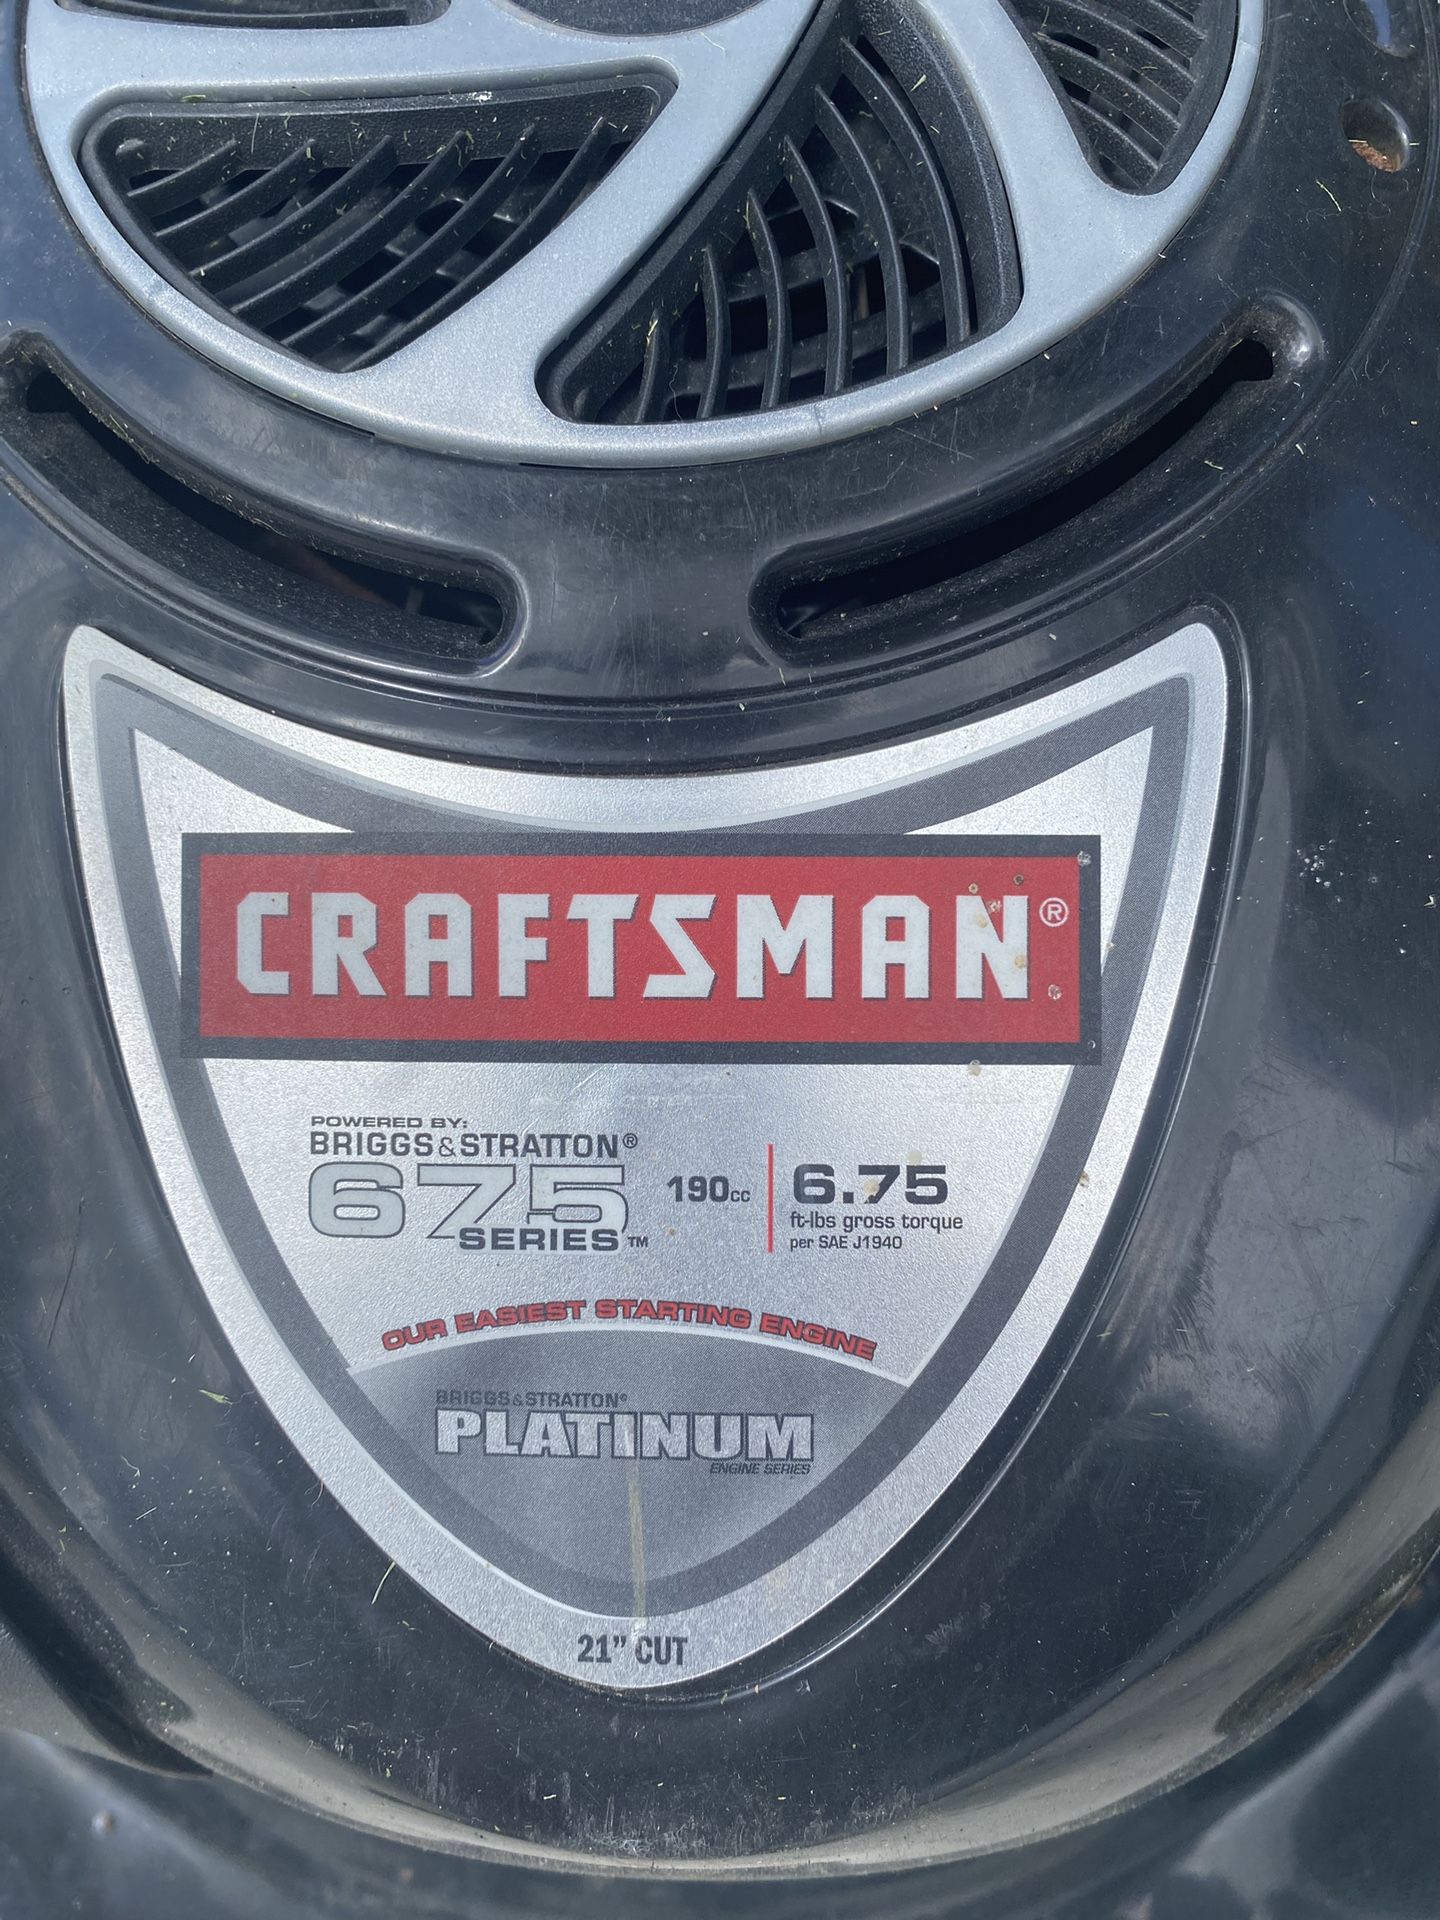 CRAFTSMAN®
POWERED BY:
BRIGGS & STRATTON®
675
SERIES™
190cc
6.75
ft-lbs gross torque
per SAE J1940
OUR EASIEST STARTING ENGINE
BRIGGS & STRATTON®
PLATINUM
ENGINE SERIES
21” CUT